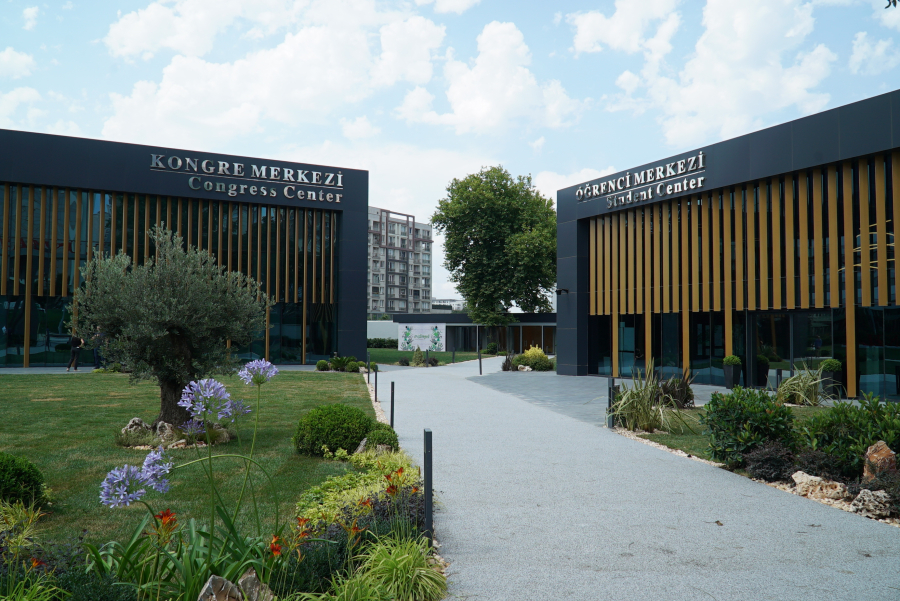 KONGRE MERKEZİ
Congress Center
ÖĞRENCİ MERKEZİ
Student Center